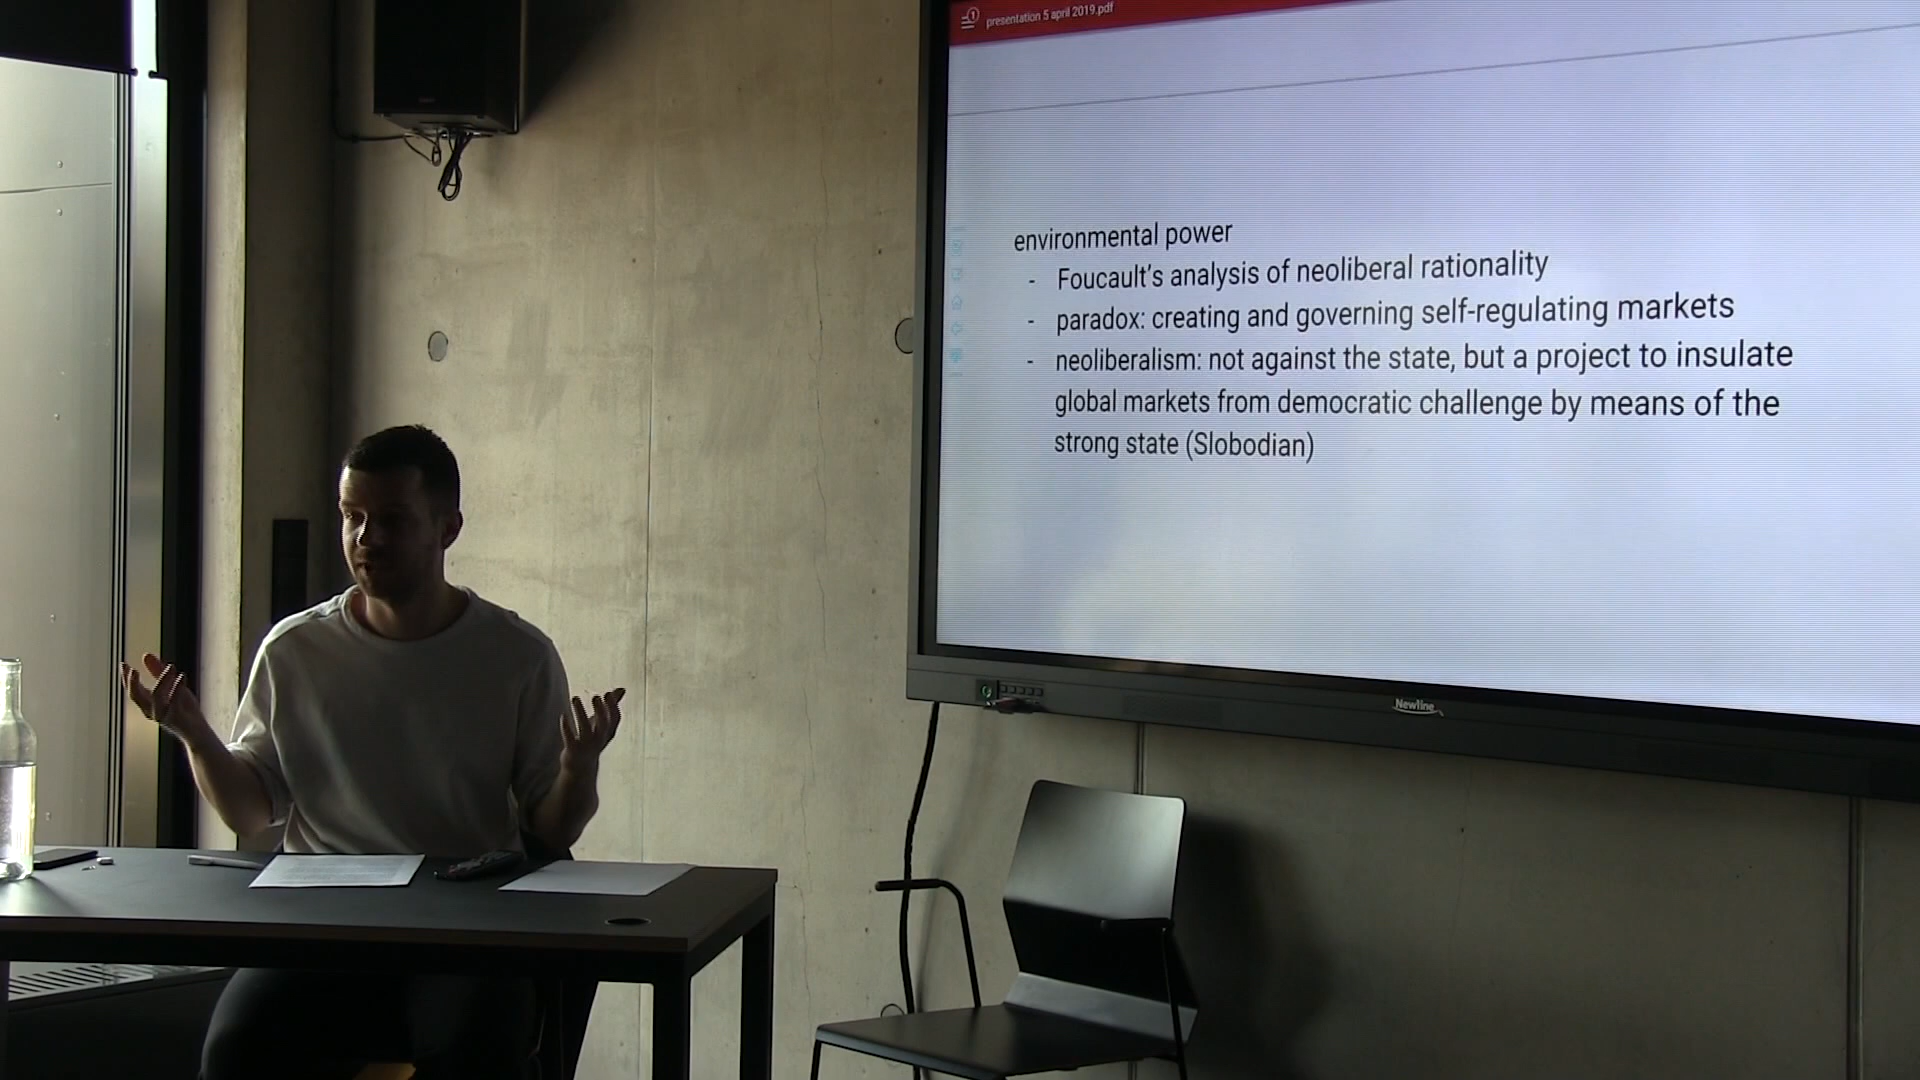 1
presentation 5 april 2019.pdf
environmental power
- Foucault's analysis of neoliberal rationality
- paradox: creating and governing self-regulating markets
- neoliberalism: not against the state, but a project to insulate
global markets from democratic challenge by means of the
strong state (Slobodian)
Newline